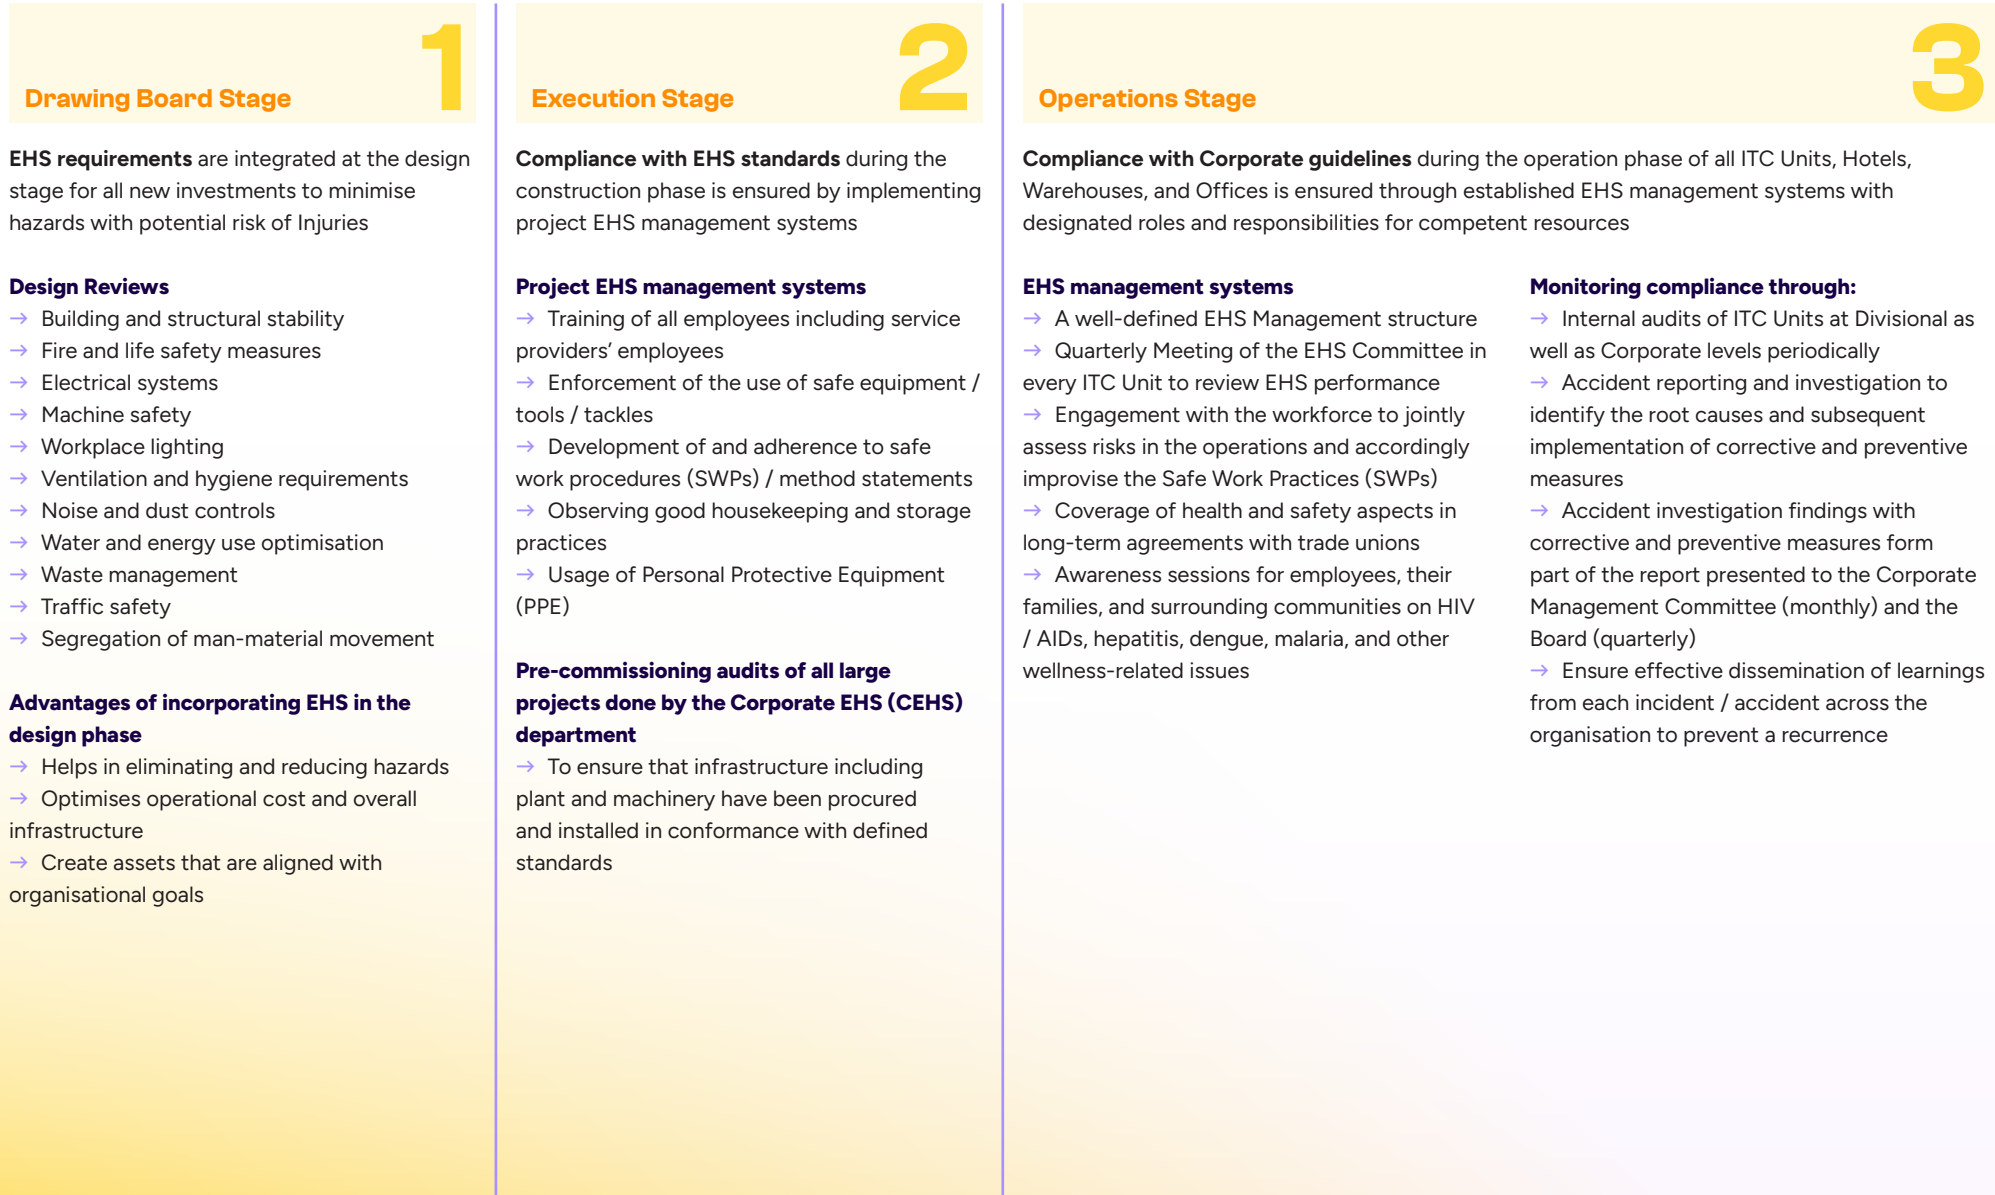 1
Drawing Board Stage
EHS requirements are integrated at the design
stage for all new investments to minimise
hazards with potential risk of Injuries
Design Reviews
→ Building and structural stability
→ Fire and life safety measures
→ Electrical systems
→ Machine safety
→ Workplace lighting
→ Ventilation and hygiene requirements
→ Noise and dust controls
→ Water and energy use optimisation
→ Waste management
→ Traffic safety
→ Segregation of man-material movement
Advantages of incorporating EHS in the
design phase
→ Helps in eliminating and reducing hazards
→ Optimises operational cost and overall
infrastructure
→ Create assets that are aligned with
organisational goals
2
Execution Stage
Compliance with EHS standards during the
construction phase is ensured by implementing
project EHS management systems
Project EHS management systems
→ Training of all employees including service
providers’ employees
→ Enforcement of the use of safe equipment /
tools / tackles
→ Development of and adherence to safe
work procedures (SWPs) / method statements
→ Observing good housekeeping and storage
practices
→ Usage of Personal Protective Equipment
(PPE)
Pre-commissioning audits of all large
projects done by the Corporate EHS (CEHS)
department
→ To ensure that infrastructure including
plant and machinery have been procured
and installed in conformance with defined
standards
3
Operations Stage
Compliance with Corporate guidelines during the operation phase of all ITC Units, Hotels,
Warehouses, and Offices is ensured through established EHS management systems with
designated roles and responsibilities for competent resources
EHS management systems
→ A well-defined EHS Management structure
→ Quarterly Meeting of the EHS Committee in
every ITC Unit to review EHS performance
→ Engagement with the workforce to jointly
assess risks in the operations and accordingly
improvise the Safe Work Practices (SWPs)
→ Coverage of health and safety aspects in
long-term agreements with trade unions
→ Awareness sessions for employees, their
families, and surrounding communities on HIV
/ AIDs, hepatitis, dengue, malaria, and other
wellness-related issues
Monitoring compliance through:
→ Internal audits of ITC Units at Divisional as
well as Corporate levels periodically
→ Accident reporting and investigation to
identify the root causes and subsequent
implementation of corrective and preventive
measures
→ Accident investigation findings with
corrective and preventive measures form
part of the report presented to the Corporate
Management Committee (monthly) and the
Board (quarterly)
→ Ensure effective dissemination of learnings
from each incident / accident across the
organisation to prevent a recurrence